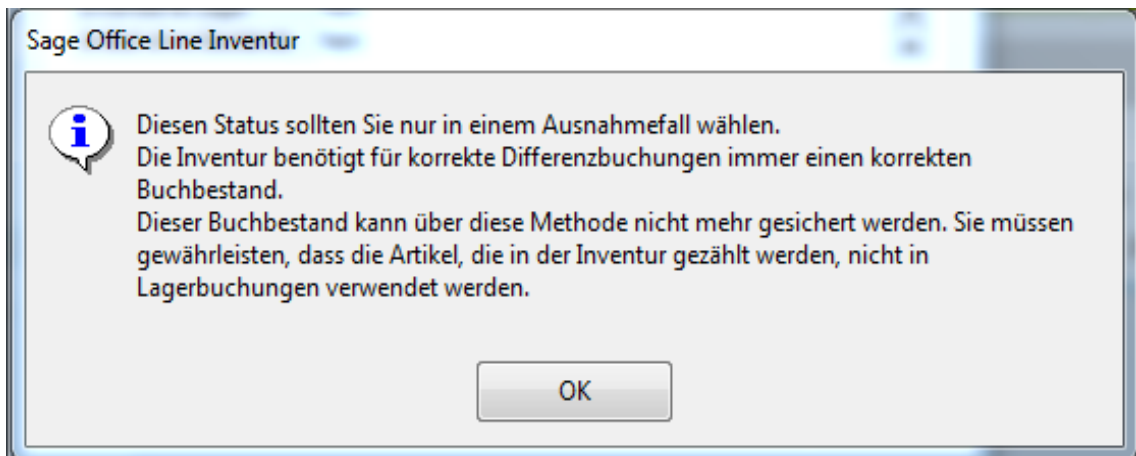 Sage Office Line Inventur
Diesen Status sollten Sie nur in einem Ausnahmefall wählen.
Die Inventur benötigt für korrekte Differenzbuchungen immer einen korrekten
Buchbestand.
Dieser Buchbestand kann über diese Methode nicht mehr gesichert werden. Sie müssen
gewährleisten, dass die Artikel, die in der Inventur gezählt werden, nicht in
Lagerbuchungen verwendet werden.
OK